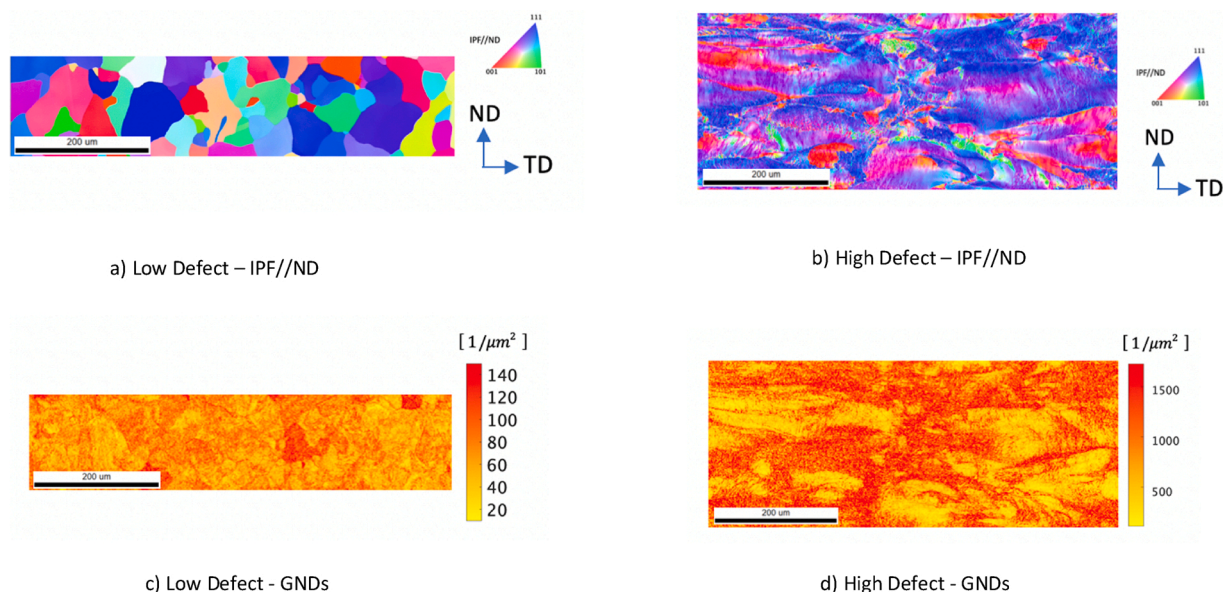 111
IPF//ND
001
101
ND
TD
200 um
a) Low Defect – IPF//ND
111
IPF//ND
001
101
ND
TD
200 um
b) High Defect – IPF//ND
[ 1/μm² ]
140
120
100
80
60
40
20
200 um
c) Low Defect - GNDs
[ 1/μm² ]
1500
1000
500
200 um
d) High Defect - GNDs